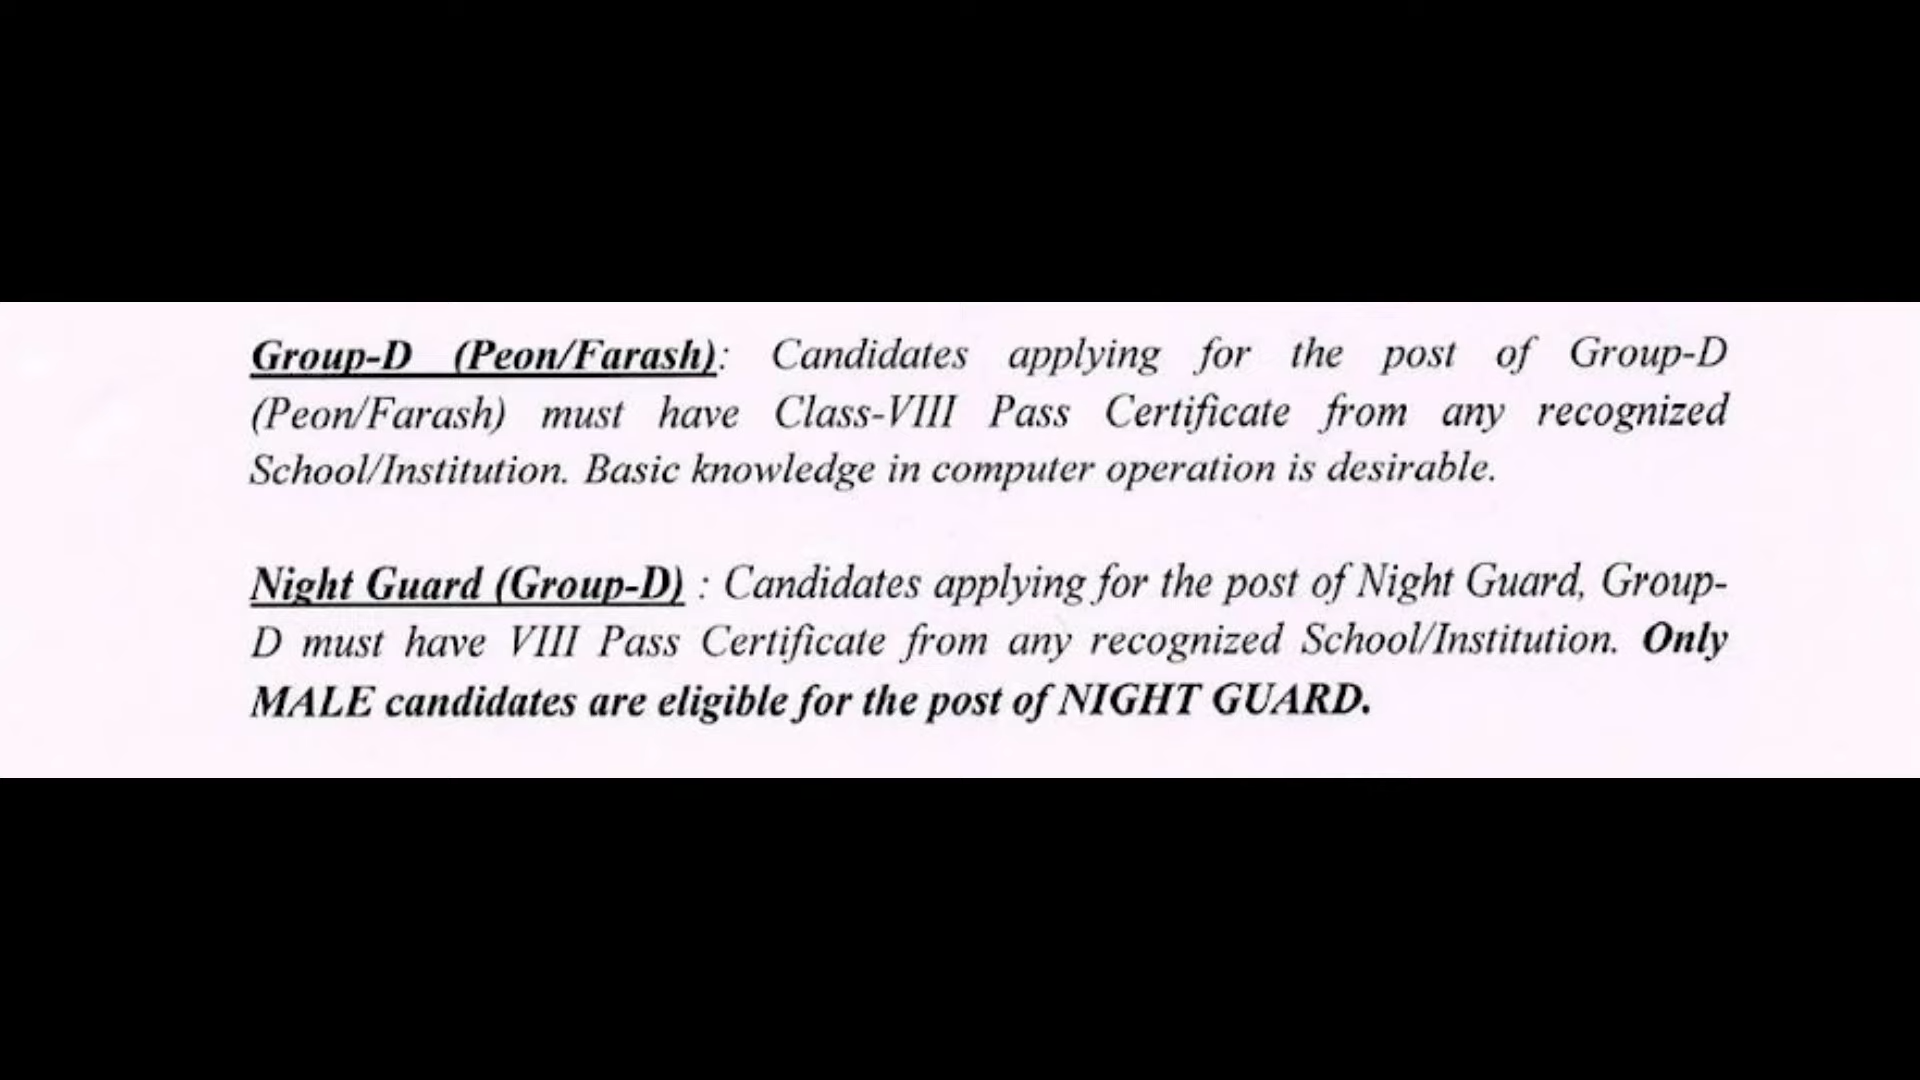 Group-D (Peon/Farash): Candidates applying for the post of Group-D
(Peon/Farash) must have Class-VIII Pass Certificate from any recognized
School/Institution. Basic knowledge in computer operation is desirable.
Night Guard (Group-D) : Candidates applying for the post of Night Guard, Group-
D must have VIII Pass Certificate from any recognized School/Institution. Only
MALE candidates are eligible for the post of NIGHT GUARD.